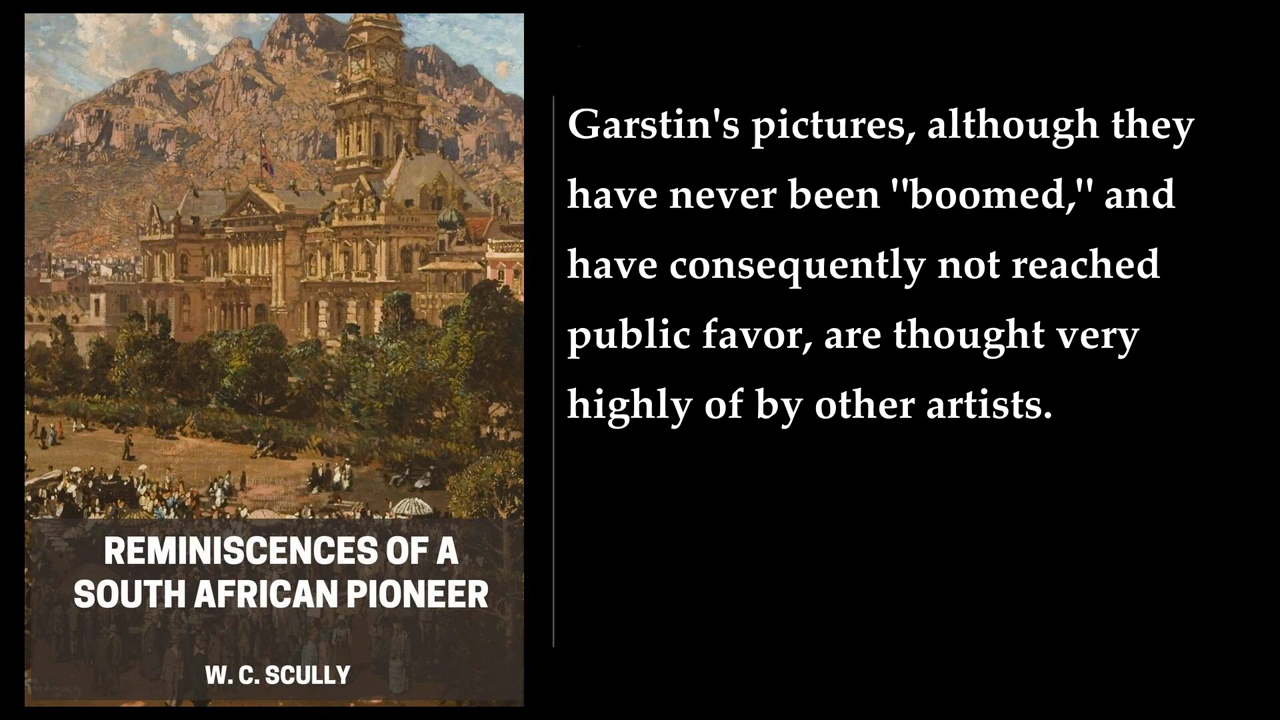 REMINISCENCES OF A
SOUTH AFRICAN PIONEER
W. C. SCULLY
Garstin's pictures, although they
have never been "boomed," and
have consequently not reached
public favor, are thought very
highly of by other artists.